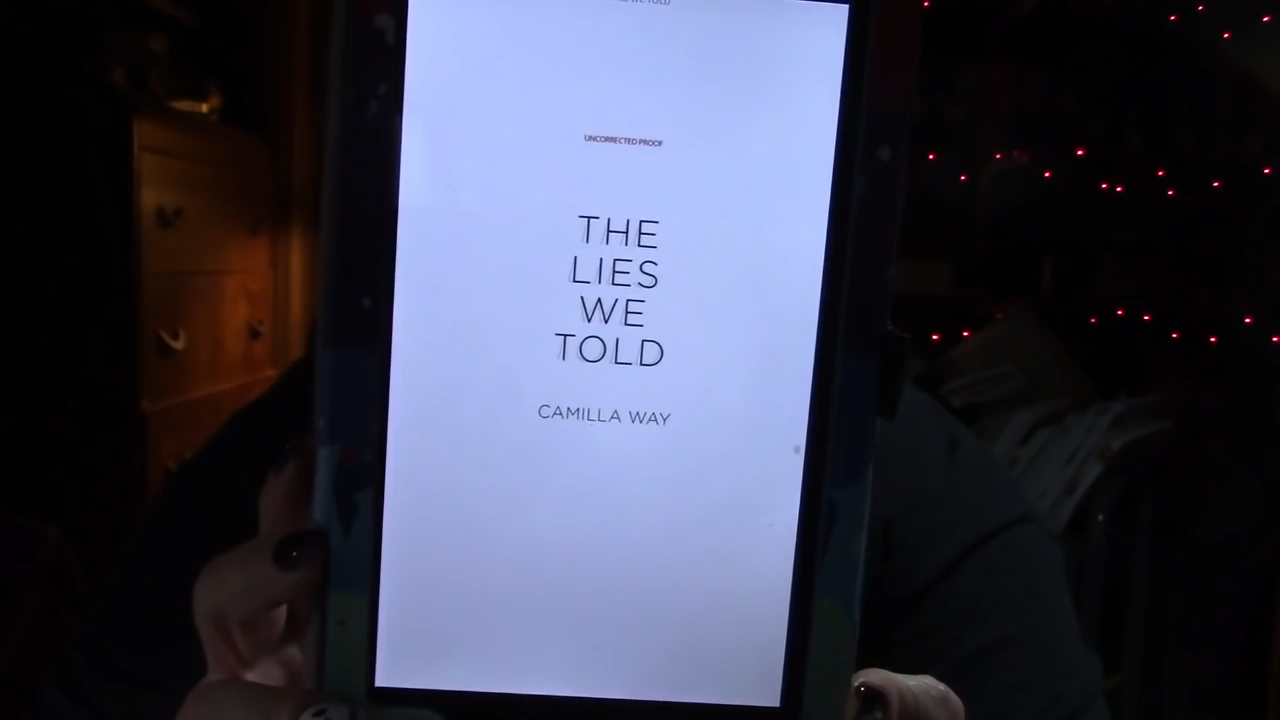 UNCORRECTED PROOF
THE
LIES
WE
TOLD
CAMILLA WAY